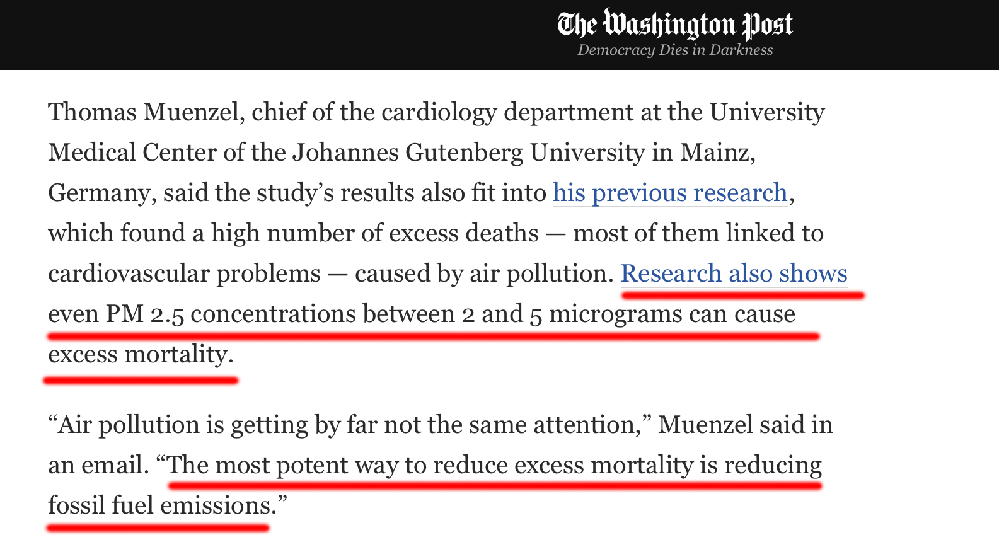 The Washington Post
Democracy Dies in Darkness
Thomas Muenzel, chief of the cardiology department at the University
Medical Center of the Johannes Gutenberg University in Mainz,
Germany, said the study’s results also fit into his previous research,
which found a high number of excess deaths — most of them linked to
cardiovascular problems — caused by air pollution. Research also shows
even PM 2.5 concentrations between 2 and 5 micrograms can cause
excess mortality.
“Air pollution is getting by far not the same attention,” Muenzel said in
an email. “The most potent way to reduce excess mortality is reducing
fossil fuel emissions.”